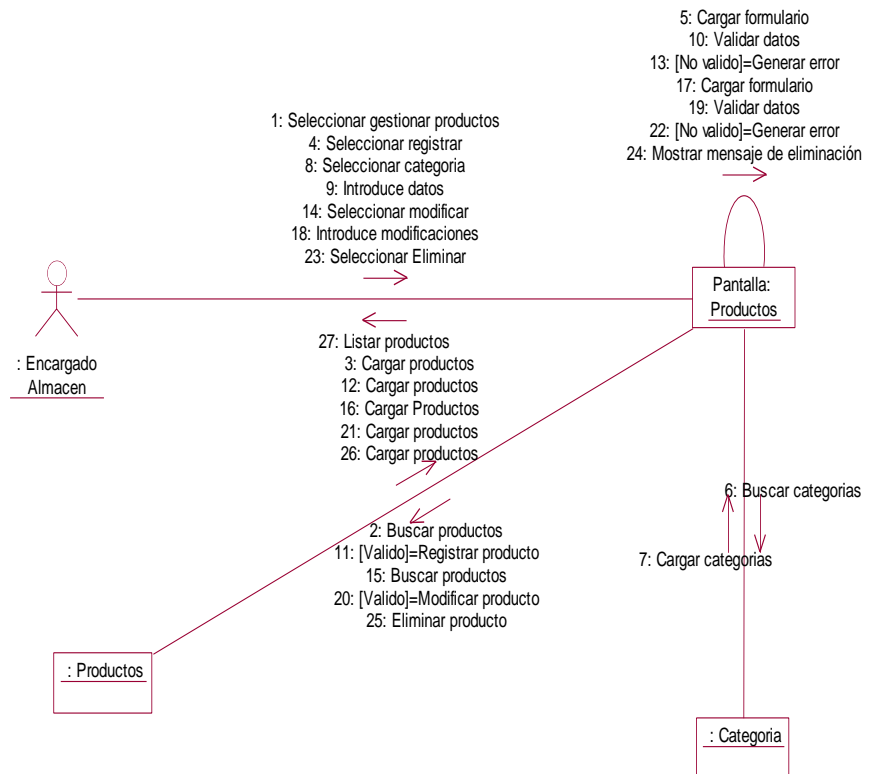 5: Cargar formulario
10: Validar datos
13: [No valido]=Generar error
17: Cargar formulario
19: Validar datos
22: [No valido]=Generar error
24: Mostrar mensaje de eliminación
1: Seleccionar gestionar productos
4: Seleccionar registrar
8: Seleccionar categoria
9: Introduce datos
14: Seleccionar modificar
18: Introduce modificaciones
23: Seleccionar Eliminar
Pantalla:
Productos
: Encargado
Almacen
27: Listar productos
3: Cargar productos
12: Cargar productos
16: Cargar Productos
21: Cargar productos
26: Cargar productos
6: Buscar categorias
7: Cargar categorias
2: Buscar productos
11: [Valido]=Registrar producto
15: Buscar productos
20: [Valido]=Modificar producto
25: Eliminar producto
: Productos
: Categoria